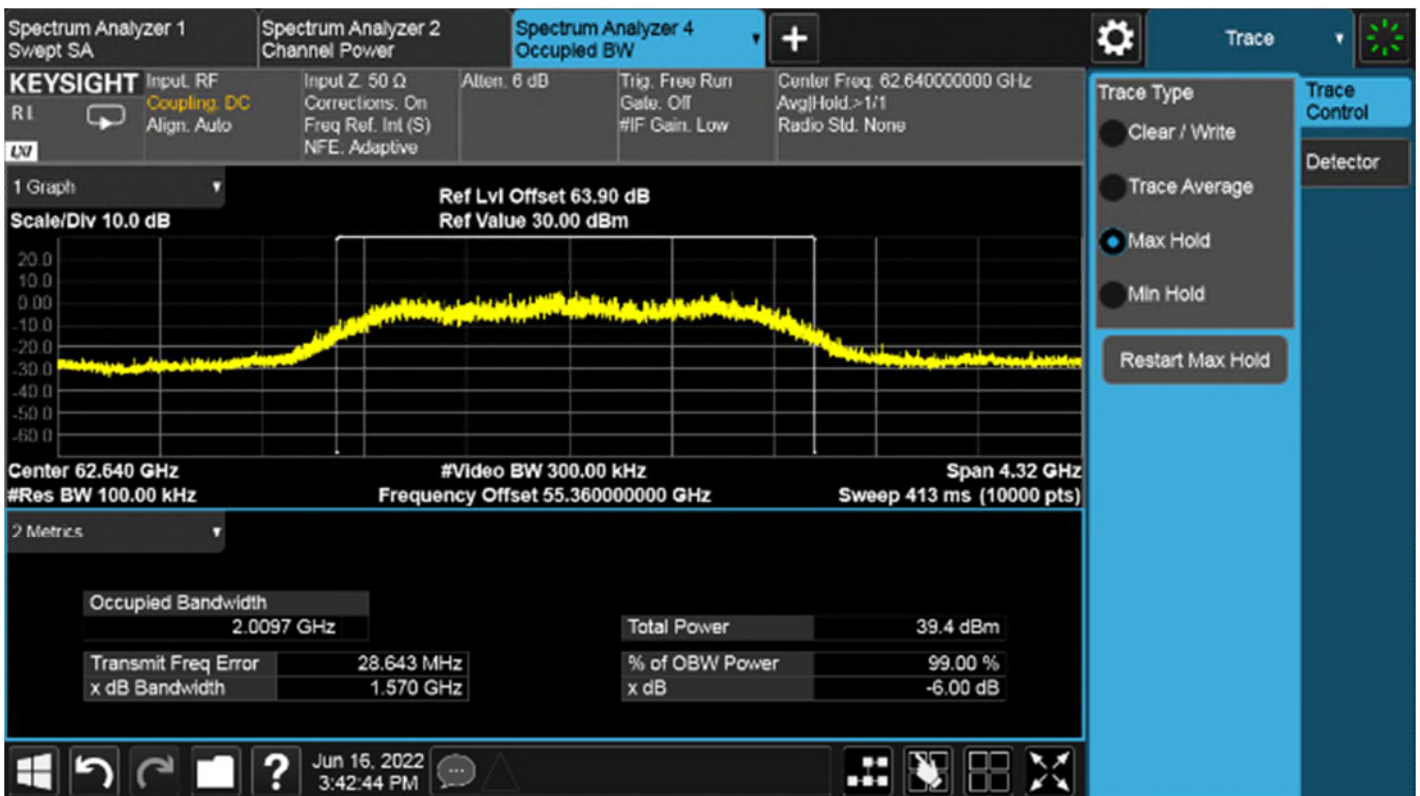 Spectrum Analyzer 1
Swept SA
Spectrum Analyzer 2
Channel Power
Spectrum Analyzer 4
Occupied BW
Trace
KEYSIGHT
Input: RF
Coupling: DC
Align: Auto
Input Z: 50 Ω
Corrections: On
Freq Ref: Int (S)
NFE: Adaptive
Atten: 6 dB
Trig: Free Run
Gate: Off
#IF Gain: Low
Center Freq: 62.640000000 GHz
Avg|Hold:>1/1
Radio Std: None
LXI
Trace Type
Clear / Write
Trace Average
Max Hold
Min Hold
Restart Max Hold
Trace
Control
Detector
1 Graph
Scale/Div 10.0 dB
Ref Lvl Offset 63.90 dB
Ref Value 30.00 dBm
20.0
10.0
0.00
-10.0
-20.0
-30.0
-40.0
-50.0
-60.0
Center 62.640 GHz
#Video BW 300.00 kHz
Span 4.32 GHz
#Res BW 100.00 kHz
Frequency Offset 55.360000000 GHz
Sweep 413 ms (10000 pts)
2 Metrics
Occupied Bandwidth
2.0097 GHz
Total Power 39.4 dBm
Transmit Freq Error 28.643 MHz
% of OBW Power 99.00 %
x dB Bandwidth 1.570 GHz
x dB -6.00 dB
?
Jun 16, 2022
3:42:44 PM